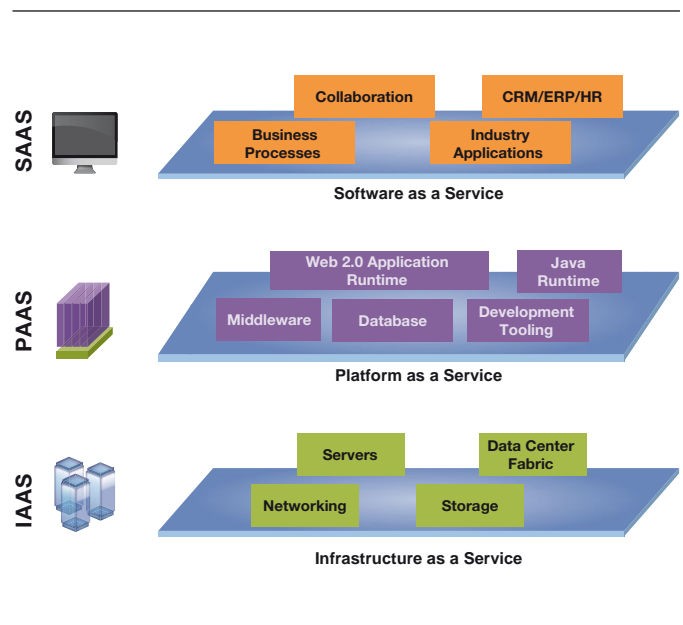 SAAS
Collaboration
CRM/ERP/HR
Business
Processes
Industry
Applications
Software as a Service
PAAS
Web 2.0 Application
Runtime
Java
Runtime
Middleware
Database
Development
Tooling
Platform as a Service
IAAS
Servers
Data Center
Fabric
Networking
Storage
Infrastructure as a Service